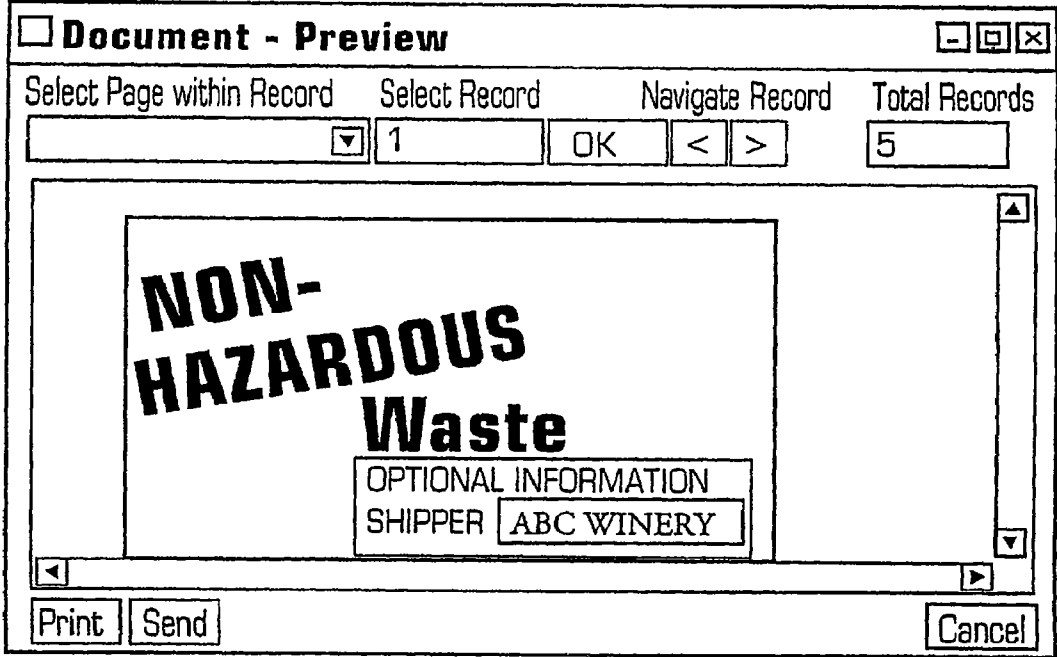 Document - Preview
Select Page within Record Select Record Navigate Record Total Records
1 OK < > 5
NON-
HAZARDOUS
Waste
OPTIONAL INFORMATION
SHIPPER ABC WINERY
Print Send Cancel